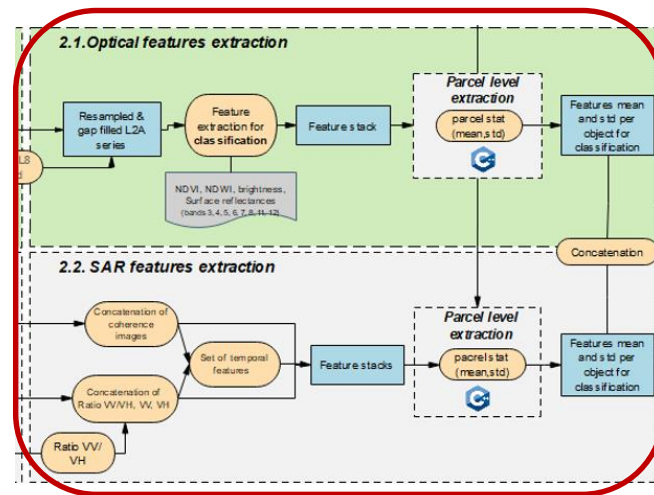 2.1.Optical features extraction
Resampled &
gap filled L2A
series
Feature
extraction for
classification
Feature stack
Parcel level
extraction
parcel stat
(mean,std)
C++
Features mean
and std per
object for
classification
L8
d
NDVI, NDWI, brightness,
Surface reflectances
(bands 3, 4, 5, 6, 7, 8, 11, 12)
Concatenation
2.2. SAR features extraction
Concatenation of
coherence
images
Set of temporal
features
Feature stacks
Parcel level
extraction
pacrel stat
(mean,std)
C++
Features mean
and std per
object for
classification
Concatenation of
Ratio VV/VH, VV, VH
Ratio VV/
VH